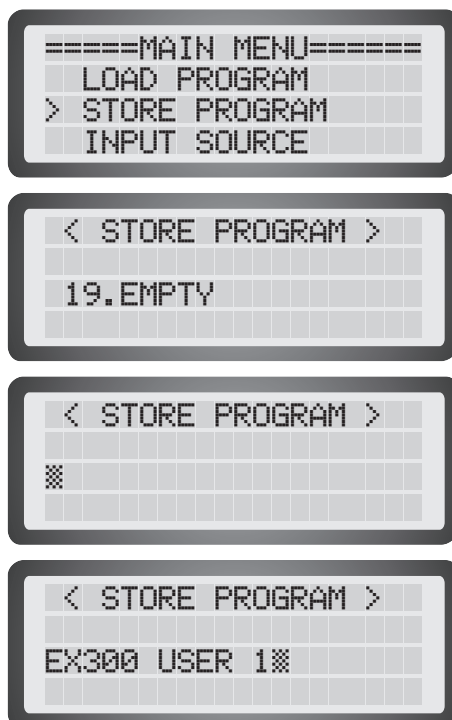 =====MAIN MENU======
LOAD PROGRAM
> STORE PROGRAM
INPUT SOURCE
< STORE PROGRAM >
19.EMPTY
< STORE PROGRAM >
< STORE PROGRAM >
EX300 USER 1